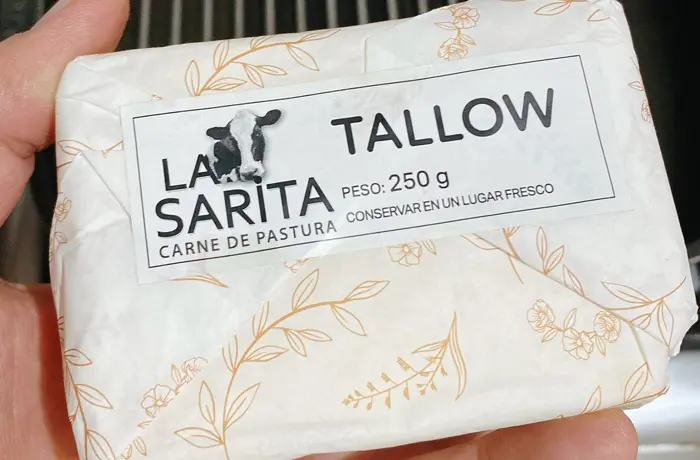 TALLOW
LA
SARITA
CARNE DE PASTURA
PESO: 250 g
CONSERVAR EN UN LUGAR FRESCO